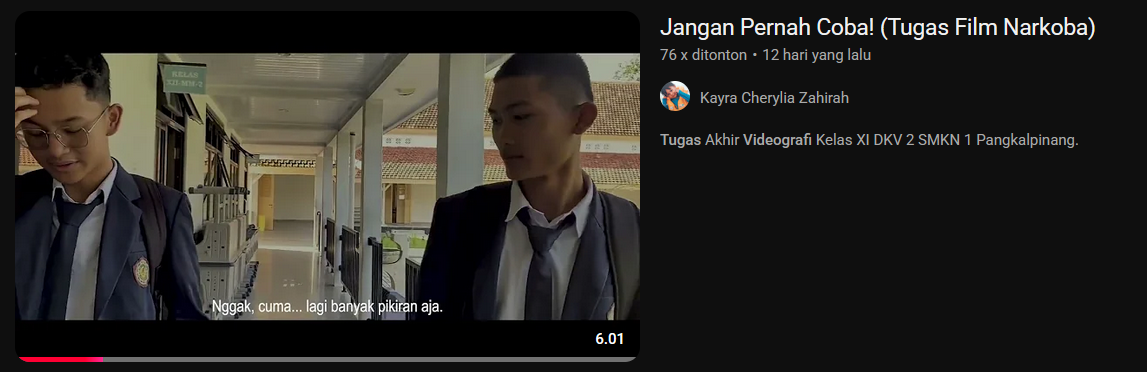 KELAS
Nggak, cuma... lagi banyak pikiran aja.
6.01
Jangan Pernah Coba! (Tugas Film Narkoba)
76 x ditonton • 12 hari yang lalu
Kayra Cherylia Zahirah
Tugas Akhir Videografi Kelas XI DKV 2 SMKN 1 Pangkalpinang.